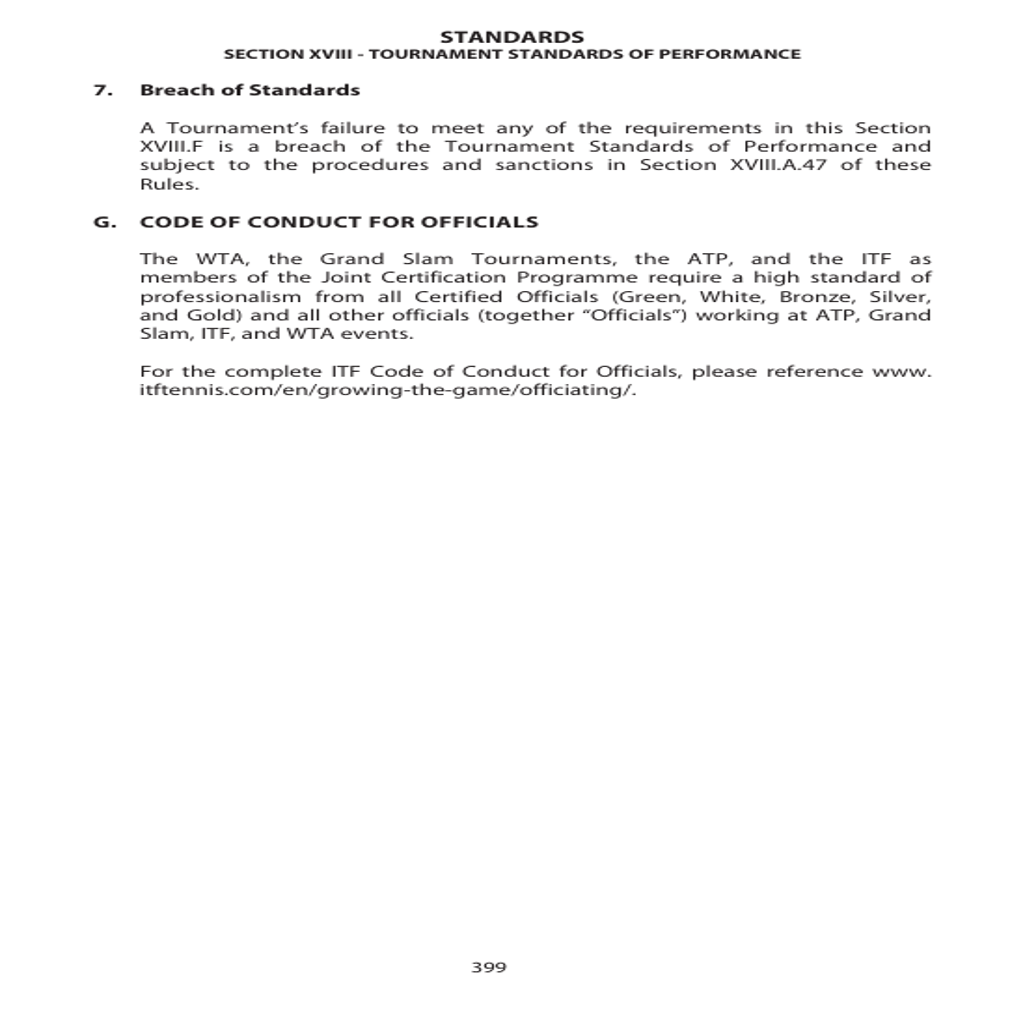 STANDARDS
SECTION XVIII - TOURNAMENT STANDARDS OF PERFORMANCE
7. Breach of Standards
A Tournament’s failure to meet any of the requirements in this Section
XVIII.F is a breach of the Tournament Standards of Performance and
subject to the procedures and sanctions in Section XVIII.A.47 of these
Rules.
G. CODE OF CONDUCT FOR OFFICIALS
The WTA, the Grand Slam Tournaments, the ATP, and the ITF as
members of the Joint Certification Programme require a high standard of
professionalism from all Certified Officials (Green, White, Bronze, Silver,
and Gold) and all other officials (together “Officials”) working at ATP, Grand
Slam, ITF, and WTA events.
For the complete ITF Code of Conduct for Officials, please reference www.
itftennis.com/en/growing-the-game/officiating/.
399